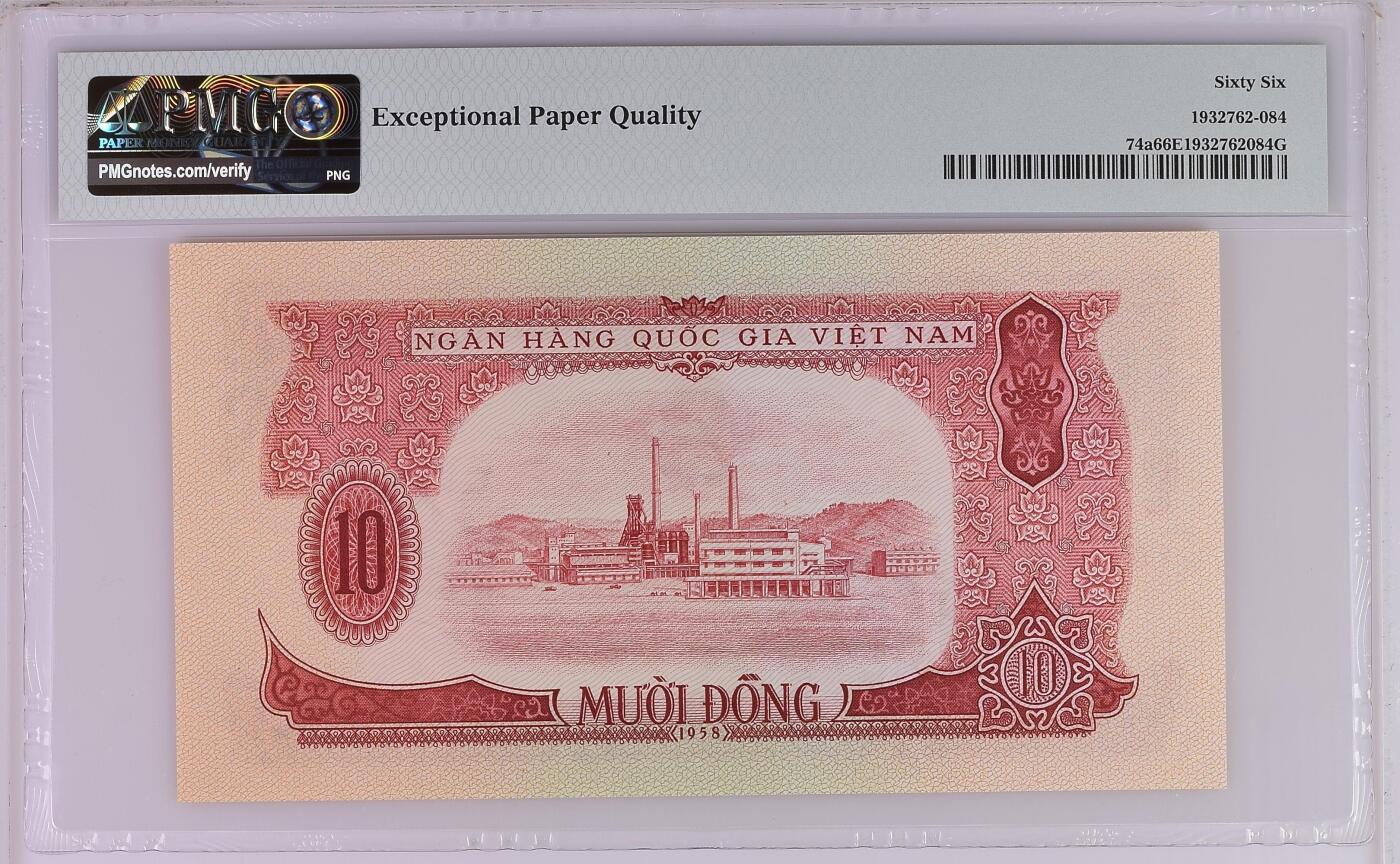 PMG
PAPER MONEY GUARANTY
PMGnotes.com/verify
PNG
Exceptional Paper Quality
Sixty Six
1932762-084
74a66E1932762084G
NGÂN HÀNG QUỐC GIA VIỆT NAM
10
10
MƯỜI ĐỒNG
1958